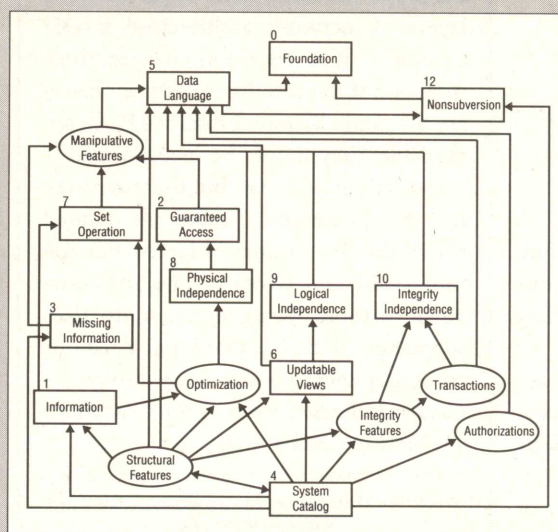 0
Foundation
5
Data
Language
12
Nonsubversion
Manipulative
Features
7
Set
Operation
2
Guaranteed
Access
8
Physical
Independence
9
Logical
Independence
10
Integrity
Independence
3
Missing
Information
6
Updatable
Views
Optimization
Transactions
1
Information
Integrity
Features
Authorizations
Structural
Features
4
System
Catalog